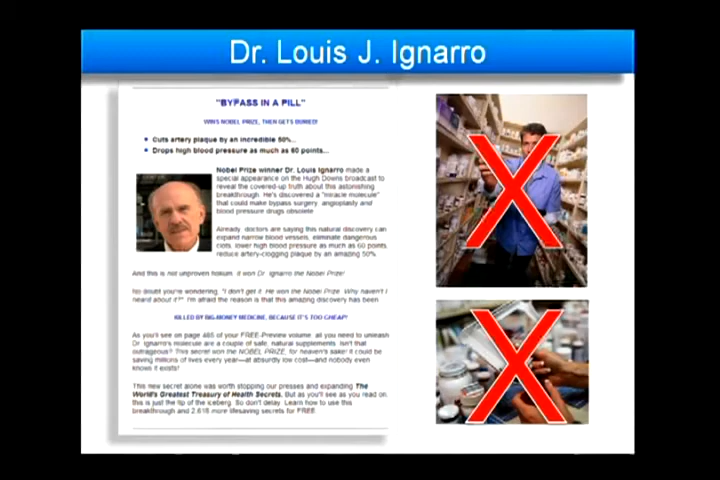 Dr. Louis J. Ignarro
"BYPASS IN A PILL"
WINS NOBEL PRIZE, THEN GETS BURIED!
• Cuts artery plaque by an incredible 50%...
• Drops high blood pressure as much as 60 points...
Nobel Prize winner Dr. Louis Ignarro made a
special appearance on the Hugh Downs broadcast to
reveal the covered-up truth about this astonishing
breakthrough. He's discovered a "miracle molecule"
that could make bypass surgery, angioplasty and
blood pressure drugs obsolete
Already, doctors are saying this natural discovery can
expand narrow blood vessels, eliminate dangerous
clots, lower high blood pressure as much as 60 points,
reduce artery-clogging plaque by an amazing 50%
And this is not unproven hokum. It won Dr. Ignarro the Nobel Prize!
No doubt you're wondering, "I don't get it. He won the Nobel Prize. Why haven't I
heard about it?" I'm afraid the reason is that this amazing discovery has been
KILLED BY BIG-MONEY MEDICINE, BECAUSE IT'S TOO CHEAP!
As you'll see on page 465 of your FREE-Preview volume, all you need to unleash
Dr. Ignarro's molecule are a couple of safe, natural supplements. Isn't that
outrageous? This secret won the NOBEL PRIZE, for heaven's sake! It could be
saving millions of lives every year—at absurdly low cost—and nobody even
knows it exists!
This new secret alone was worth stopping our presses and expanding The
World's Greatest Treasury of Health Secrets. But as you'll see as you read on
this is just the tip of the iceberg. So don't delay. Learn how to use this
breakthrough and 2,618 more lifesaving secrets for FREE